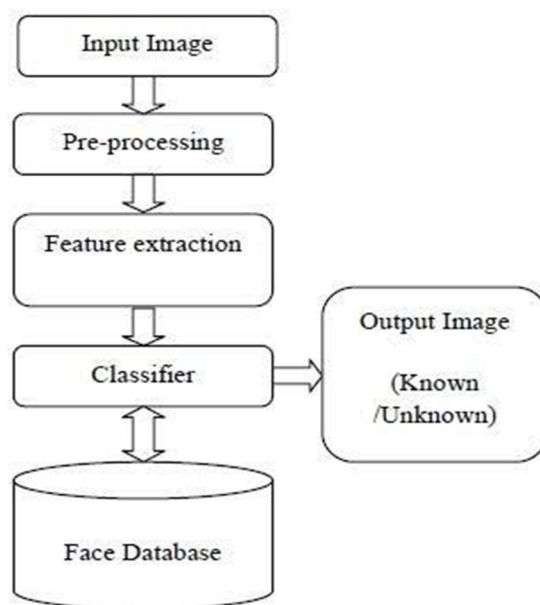 Input Image
Pre-processing
Feature extraction
Classifier
Output Image
(Known
/Unknown)
Face Database